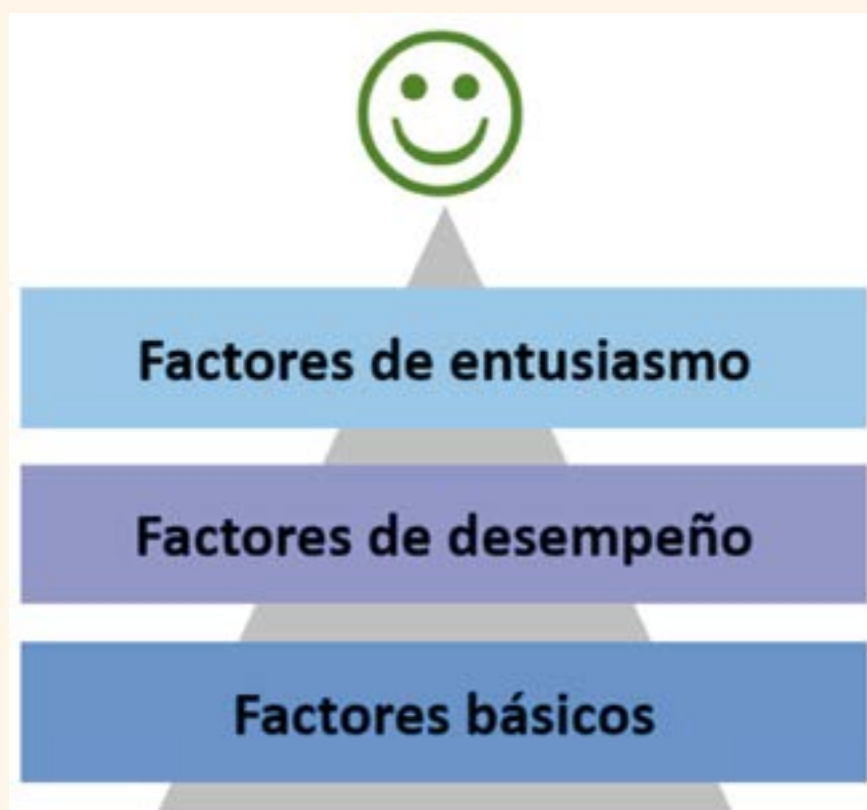 Factores de entusiasmo
Factores de desempeño
Factores básicos